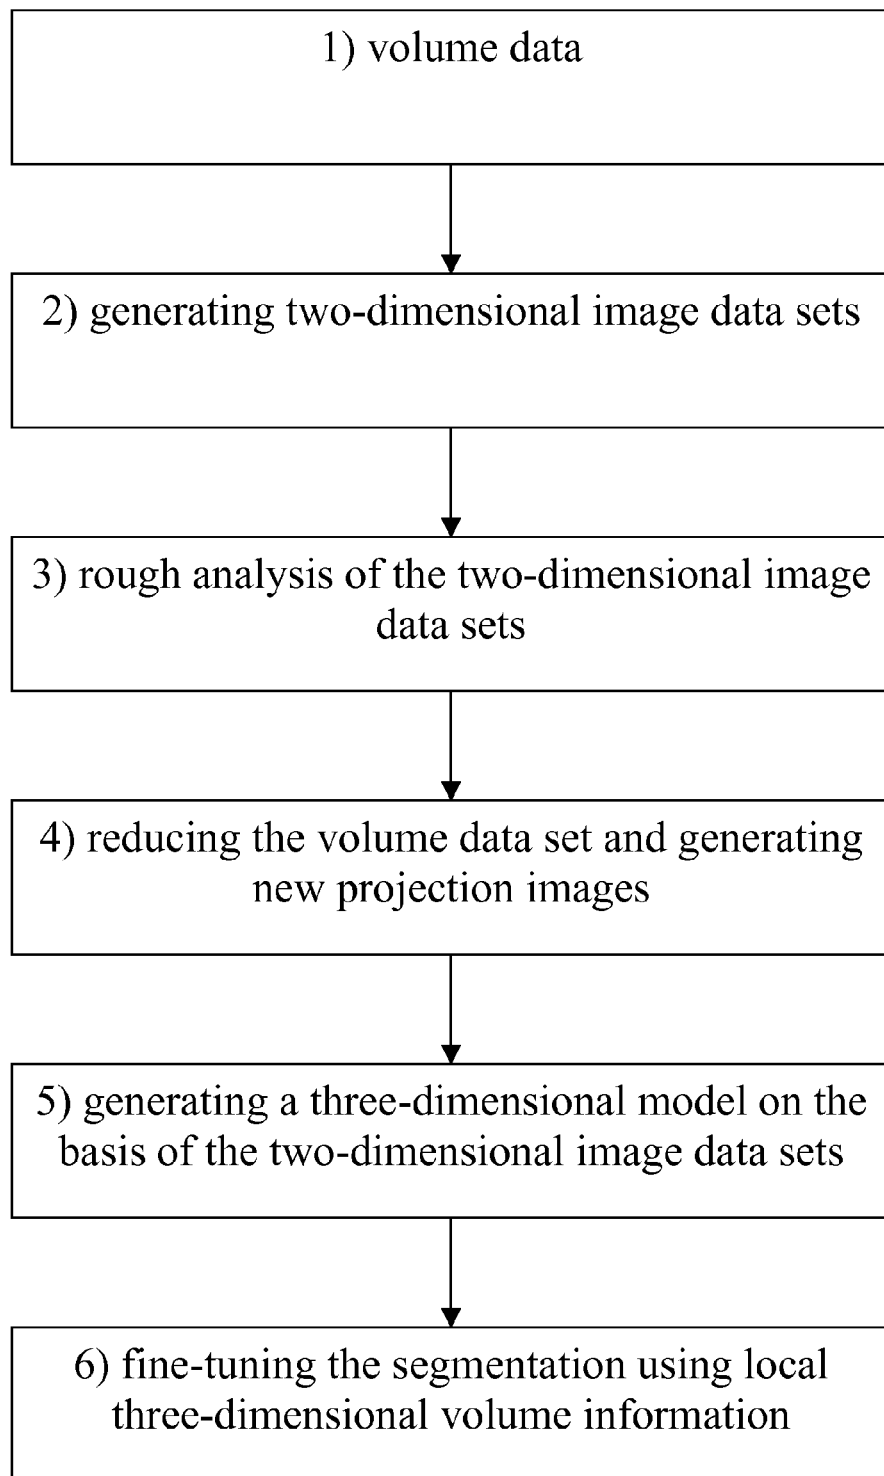 1) volume data
2) generating two-dimensional image data sets
3) rough analysis of the two-dimensional image
data sets
4) reducing the volume data set and generating
new projection images
5) generating a three-dimensional model on the
basis of the two-dimensional image data sets
6) fine-tuning the segmentation using local
three-dimensional volume information